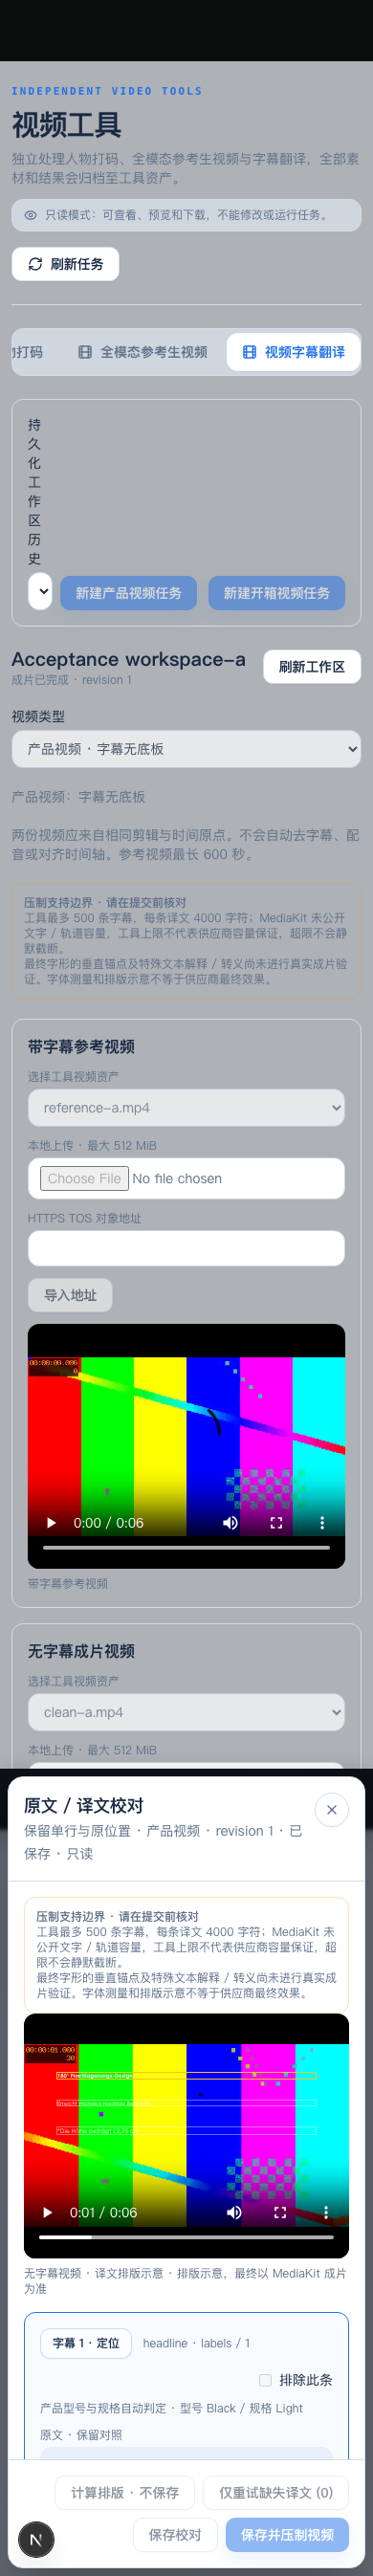 INDEPENDENT VIDEO TOOLS
视频工具
独立处理人物打码、全模态参考生视频与字幕翻译，全部素
材与结果会归档至工具资产。
只读模式：可查看、预览和下载，不能修改或运行任务。
刷新任务
打码
全模态参考生视频
视频字幕翻译
持
久
化
工
作
区
历
史
新建产品视频任务
新建开箱视频任务
Acceptance workspace-a
成片已完成 · revision 1
刷新工作区
视频类型
产品视频 · 字幕无底板
产品视频：字幕无底板
两份视频应来自相同剪辑与时间原点。不会自动去字幕、配
音或对齐时间轴。参考视频最长 600 秒。
压制支持边界 · 请在提交前核对
工具最多 500 条字幕，每条译文 4000 字符；MediaKit 未公开
文字 / 轨道容量，工具上限不代表供应商容量保证，超限不会静
默截断。
最终字形的垂直锚点及特殊文本解释 / 转义尚未进行真实成片验
证。字体测量和排版示意不等于供应商最终效果。
带字幕参考视频
选择工具视频资产
reference-a.mp4
本地上传 · 最大 512 MiB
Choose File No file chosen
HTTPS TOS 对象地址
导入地址
00:00:00.000
0
0:00 / 0:06
带字幕参考视频
无字幕成片视频
选择工具视频资产
clean-a.mp4
本地上传 · 最大 512 MiB
原文 / 译文校对
保留单行与原位置 · 产品视频 · revision 1 · 已
保存 · 只读
压制支持边界 · 请在提交前核对
工具最多 500 条字幕，每条译文 4000 字符；MediaKit 未
公开文字 / 轨道容量，工具上限不代表供应商容量保证，超
限不会静默截断。
最终字形的垂直锚点及特殊文本解释 / 转义尚未进行真实成
片验证。字体测量和排版示意不等于供应商最终效果。
00:00:01.000
30
0:01 / 0:06
无字幕视频 · 译文排版示意 · 排版示意，最终以 MediaKit 成片
为准
字幕 1 · 定位
headline · labels / 1
排除此条
产品型号与规格自动判定 · 型号 Black / 规格 Light
原文 · 保留对照
计算排版 · 不保存
仅重试缺失译文 (0)
保存校对
保存并压制视频
N